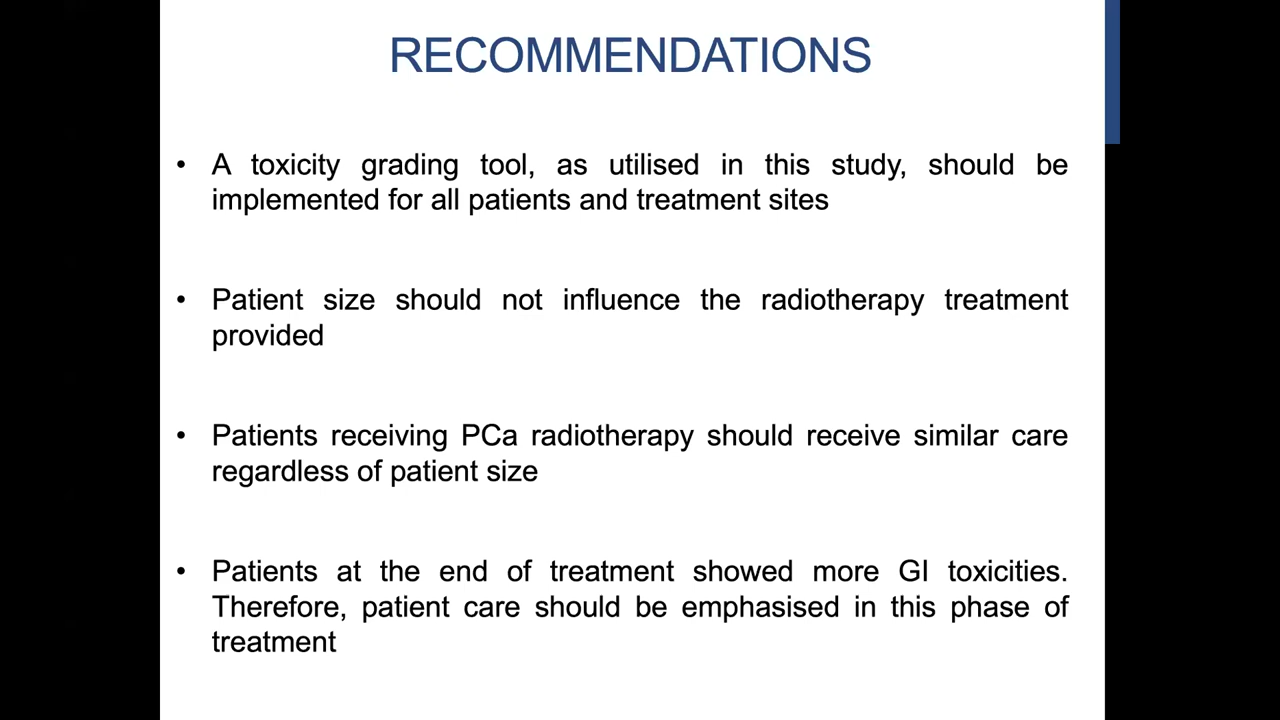 RECOMMENDATIONS
• A toxicity grading tool, as utilised in this study, should be
implemented for all patients and treatment sites
• Patient size should not influence the radiotherapy treatment
provided
• Patients receiving PCa radiotherapy should receive similar care
regardless of patient size
• Patients at the end of treatment showed more GI toxicities.
Therefore, patient care should be emphasised in this phase of
treatment